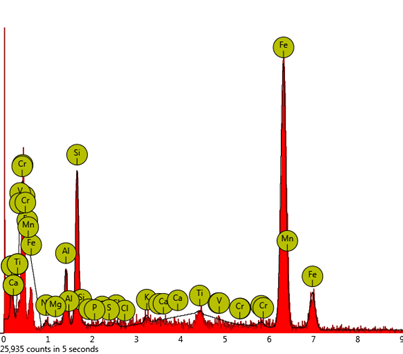 Fe
Si
Cr
V
Cr
Mn
Fe
Al
Ti
Ca
Mn
Fe
Mg
Al
Si
P
S
Cl
K
Ca
Ca
Ti
V
Cr
Cr
0 1 2 3 4 5 6 7 8 9
25,935 counts in 5 seconds